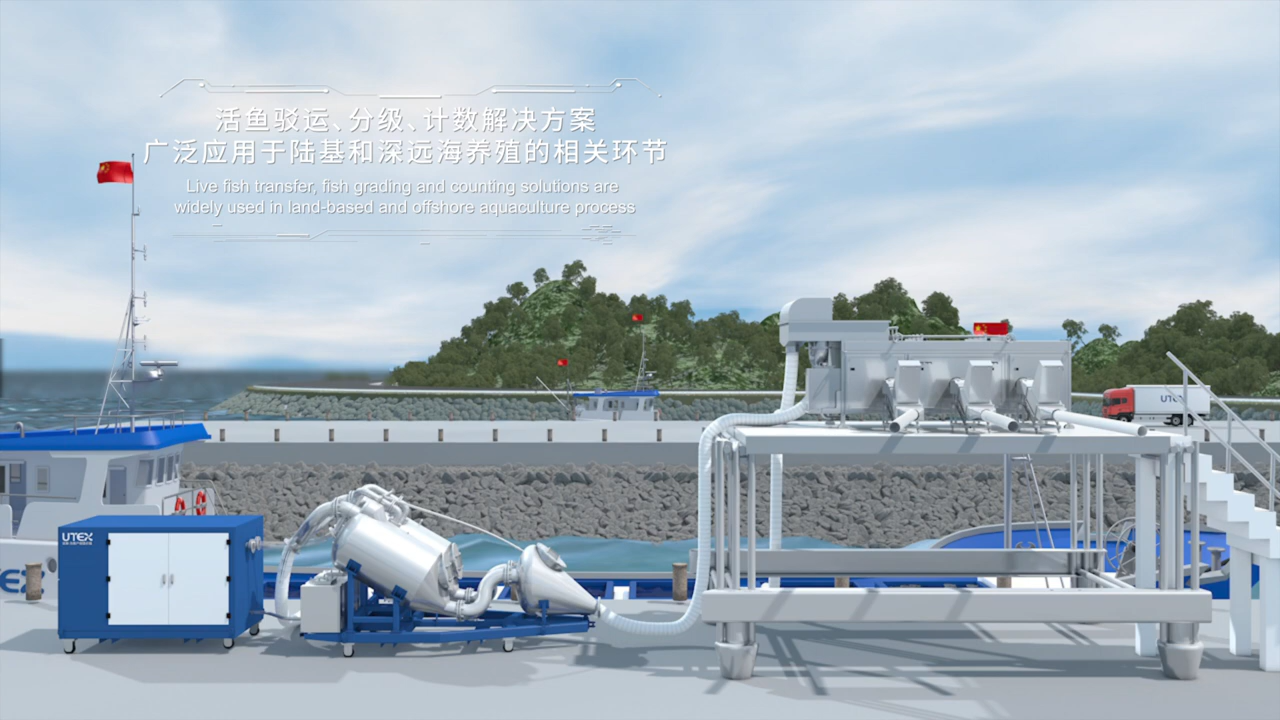 活鱼驳运、分级、计数解决方案
广泛应用于陆基和深远海养殖的相关环节
Live fish transfer, fish grading and counting solutions are
widely used in land-based and offshore aquaculture process
UTEX
UTEX